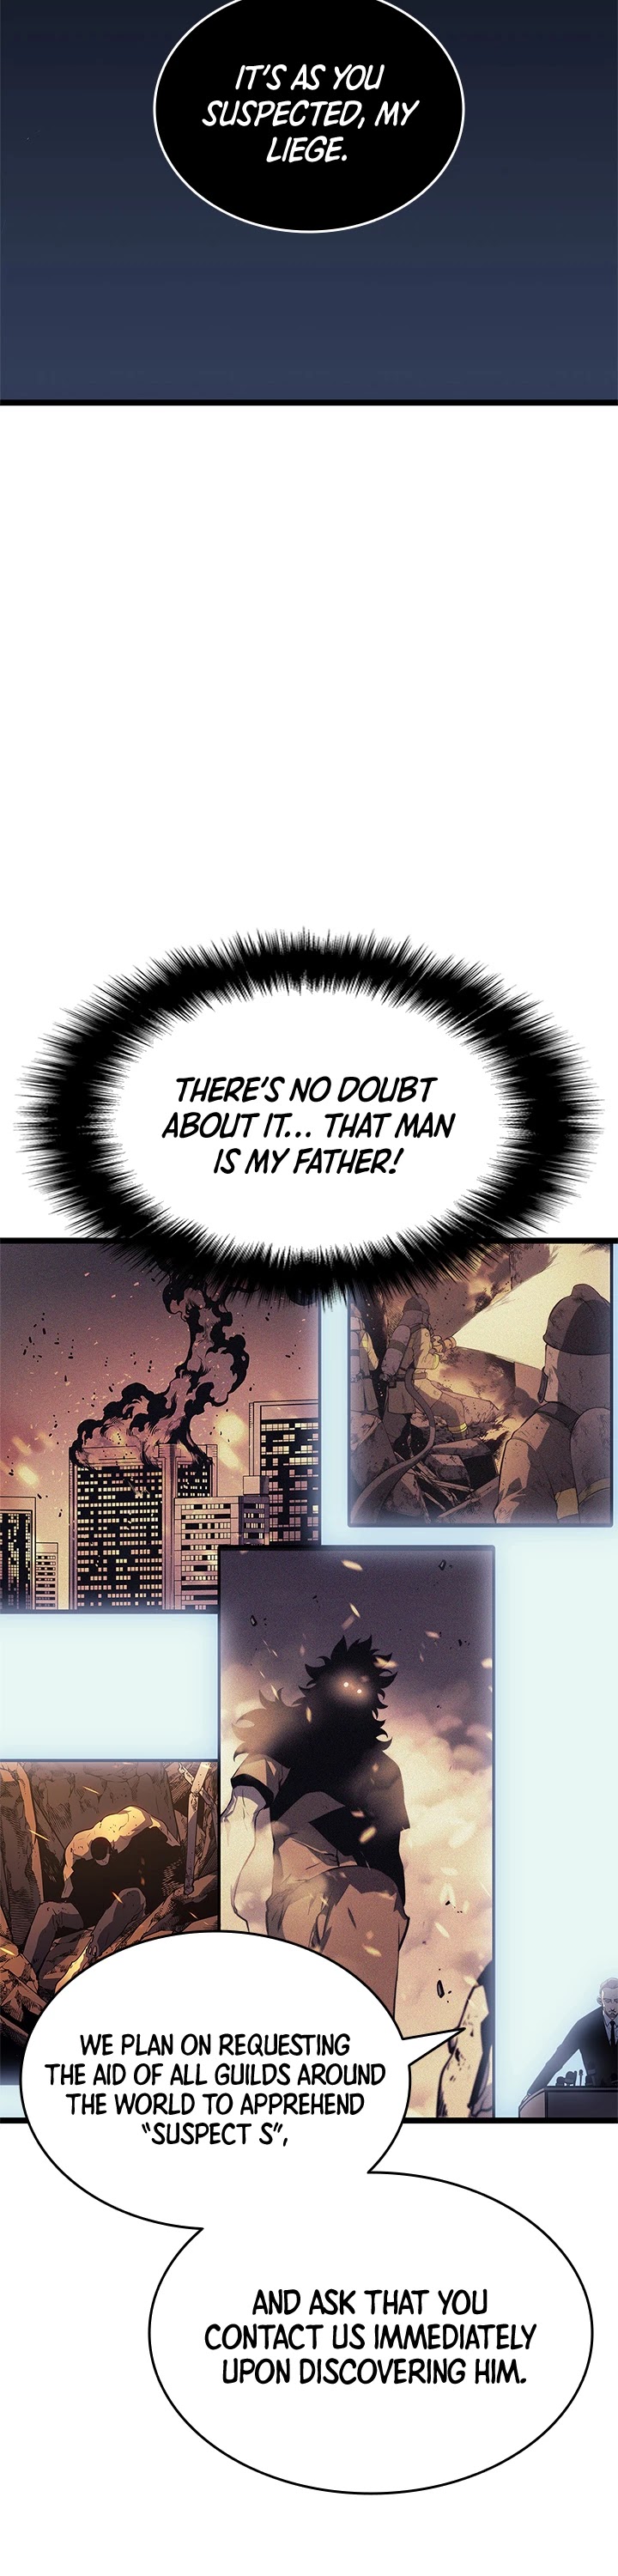 IT'S AS YOU
SUSPECTED, MY
LIEGE.
THERE'S NO DOUBT
ABOUT IT... THAT MAN
IS MY FATHER!
WE PLAN ON REQUESTING
THE AID OF ALL GUILDS AROUND
THE WORLD TO APPREHEND
"SUSPECT S",
AND ASK THAT YOU
CONTACT US IMMEDIATELY
UPON DISCOVERING HIM.